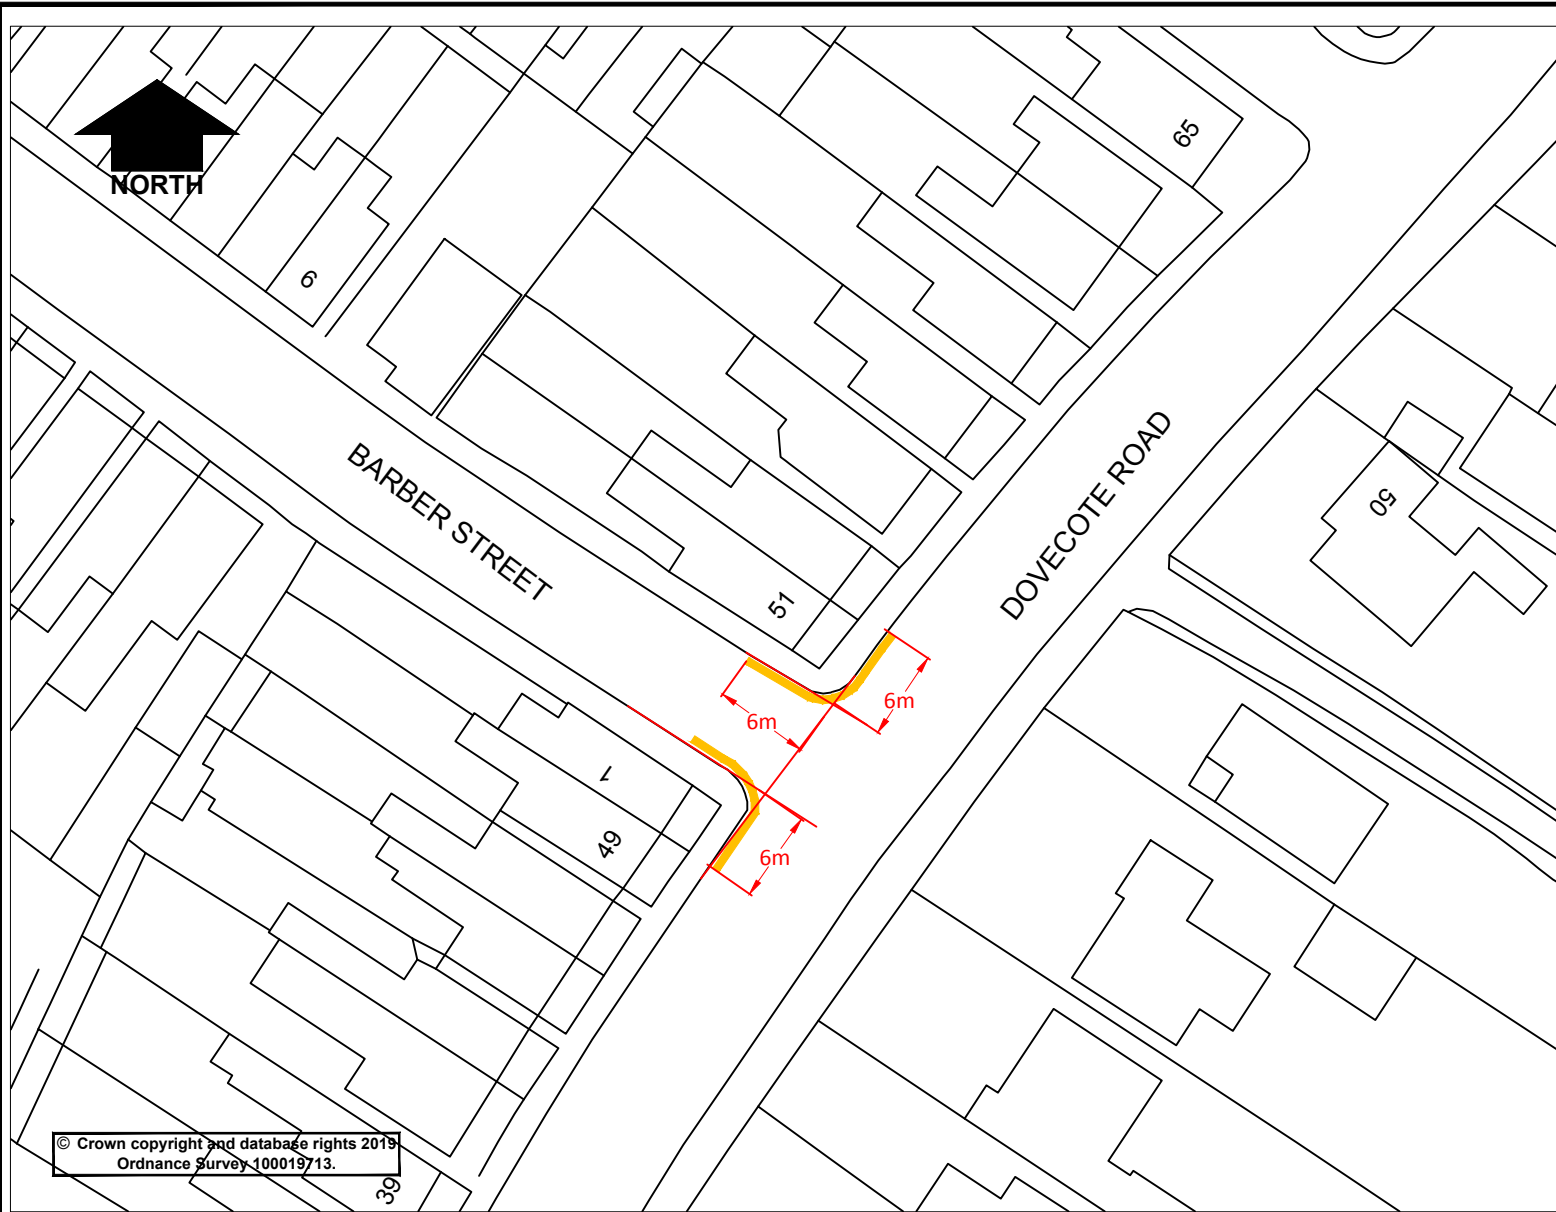 NORTH
65
9
50
BARBER STREET
DOVECOTE ROAD
51
6m
6m
1
49
6m
© Crown copyright and database rights 2019
Ordnance Survey 100019713.
39